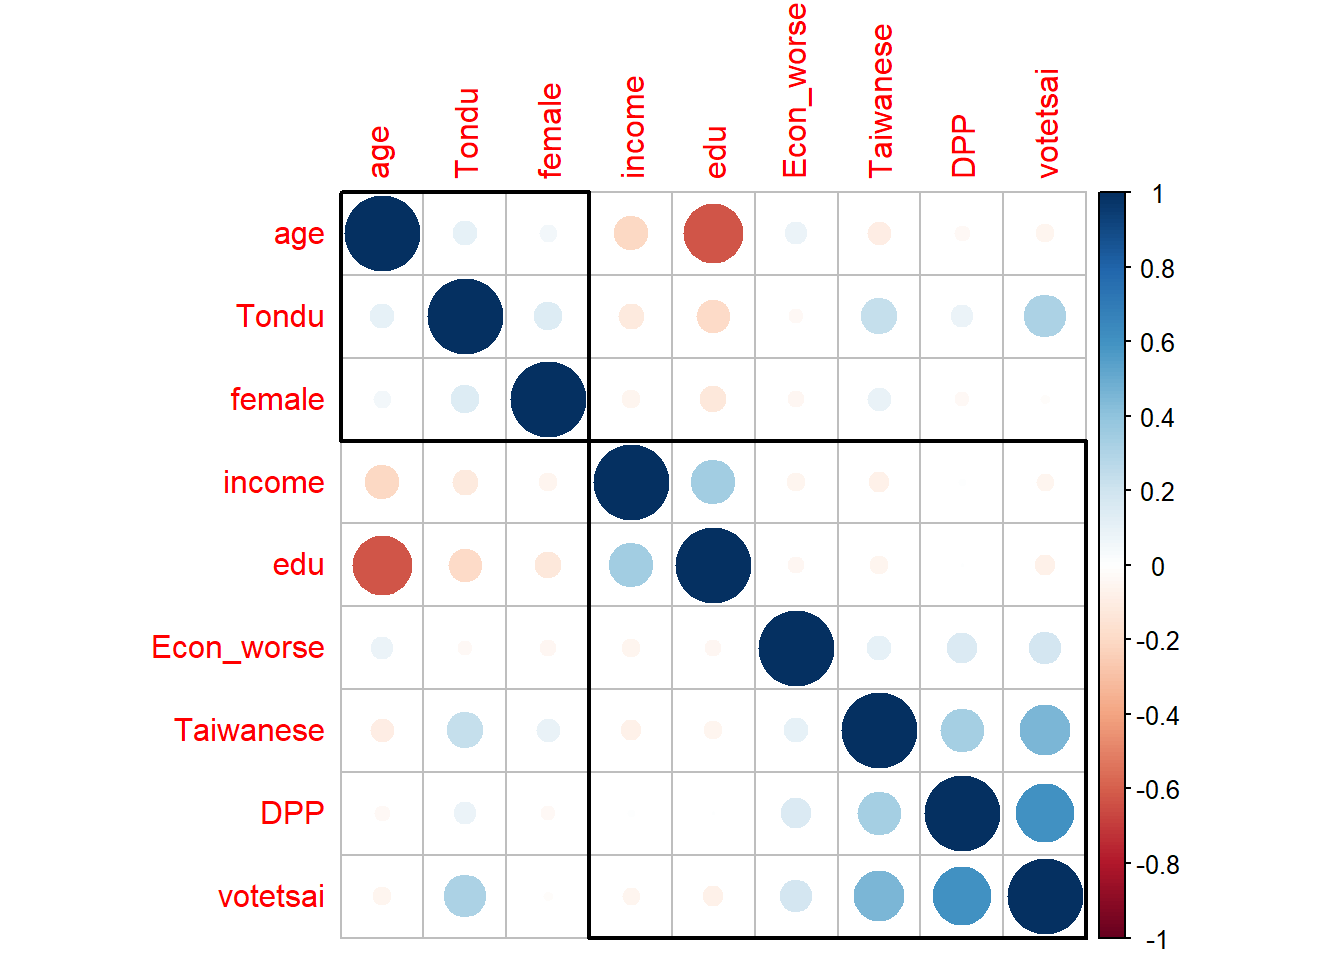 age
Tondu
female
income
edu
Econ_worse
Taiwanese
DPP
votetsai
age
Tondu
female
income
edu
Econ_worse
Taiwanese
DPP
votetsai
1
0.8
0.6
0.4
0.2
0
-0.2
-0.4
-0.6
-0.8
-1